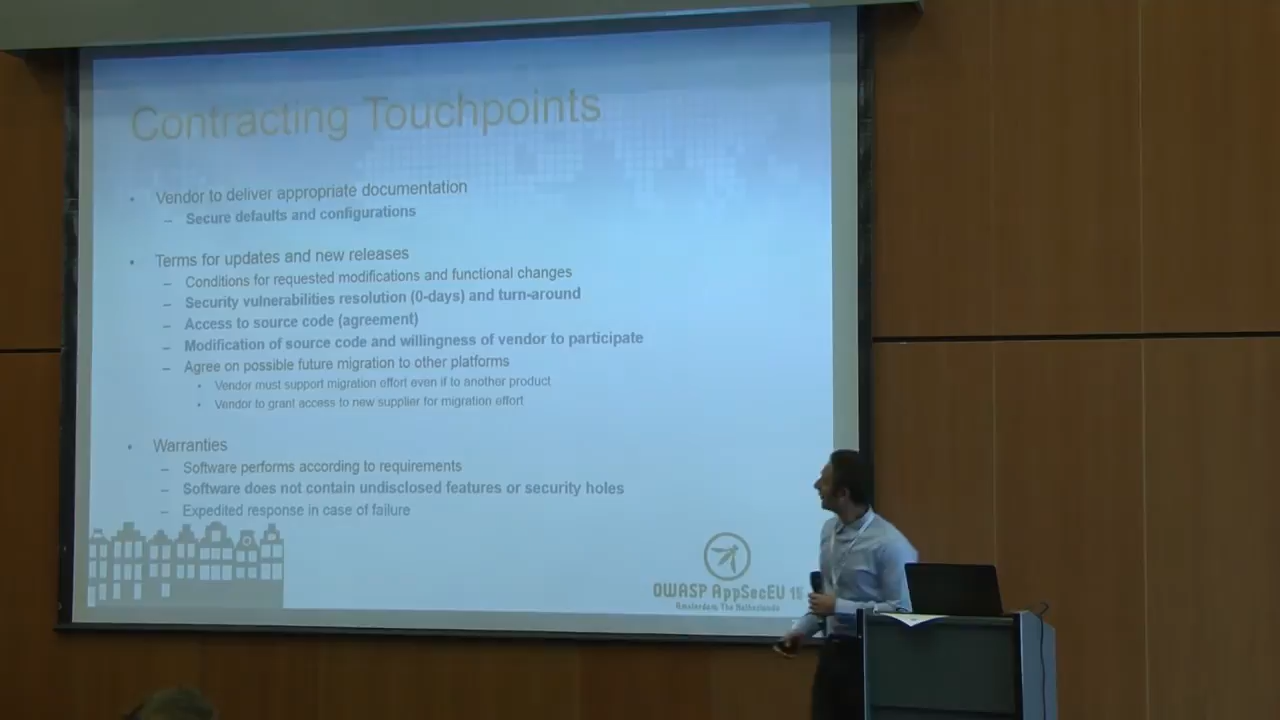 Contracting Touchpoints
• Vendor to deliver appropriate documentation
– Secure defaults and configurations
• Terms for updates and new releases
– Conditions for requested modifications and functional changes
– Security vulnerabilities resolution (0-days) and turn-around
– Access to source code (agreement)
– Modification of source code and willingness of vendor to participate
– Agree on possible future migration to other platforms
• Vendor must support migration effort even if to another product
• Vendor to grant access to new supplier for migration effort
• Warranties
– Software performs according to requirements
– Software does not contain undisclosed features or security holes
– Expedited response in case of failure
OWASP AppSecEU 15
Amsterdam, The Netherlands